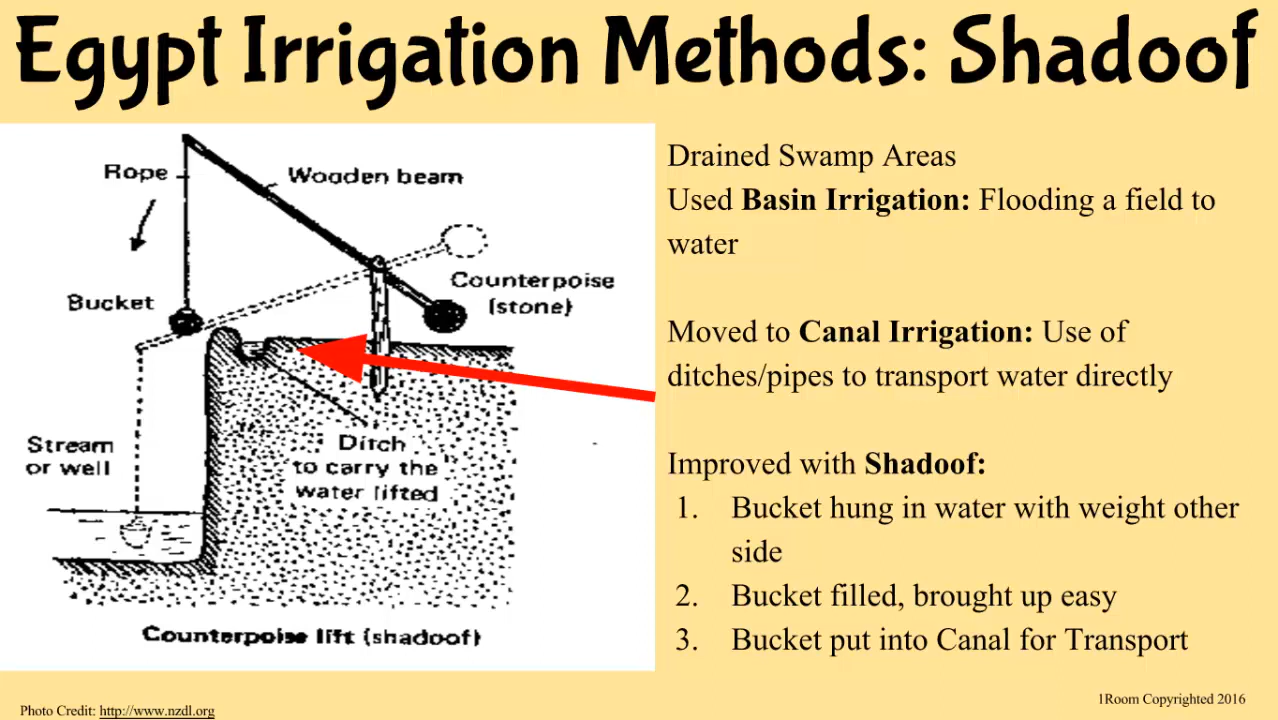 Egypt Irrigation Methods: Shadoof
Rope
Wooden beam
Counterpoise
(stone)
Bucket
Stream
or well
Ditch
to carry the
water lifted
Counterpoise lift (shadoof)
Drained Swamp Areas
Used Basin Irrigation: Flooding a field to
water
Moved to Canal Irrigation: Use of
ditches/pipes to transport water directly
Improved with Shadoof:
1. Bucket hung in water with weight other
side
2. Bucket filled, brought up easy
3. Bucket put into Canal for Transport
Photo Credit: http://www.nzdl.org
1Room Copyrighted 2016